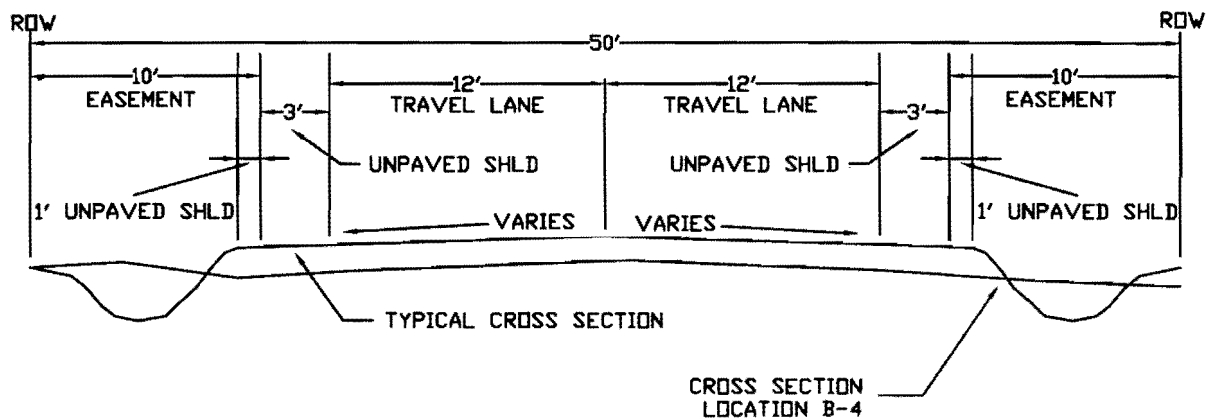 ROW
ROW
50'
10'
12'
12'
10'
EASEMENT
TRAVEL LANE
TRAVEL LANE
EASEMENT
3'
3'
UNPAVED SHLD
UNPAVED SHLD
1' UNPAVED SHLD
1' UNPAVED SHLD
VARIES
VARIES
TYPICAL CROSS SECTION
CROSS SECTION
LOCATION B-4